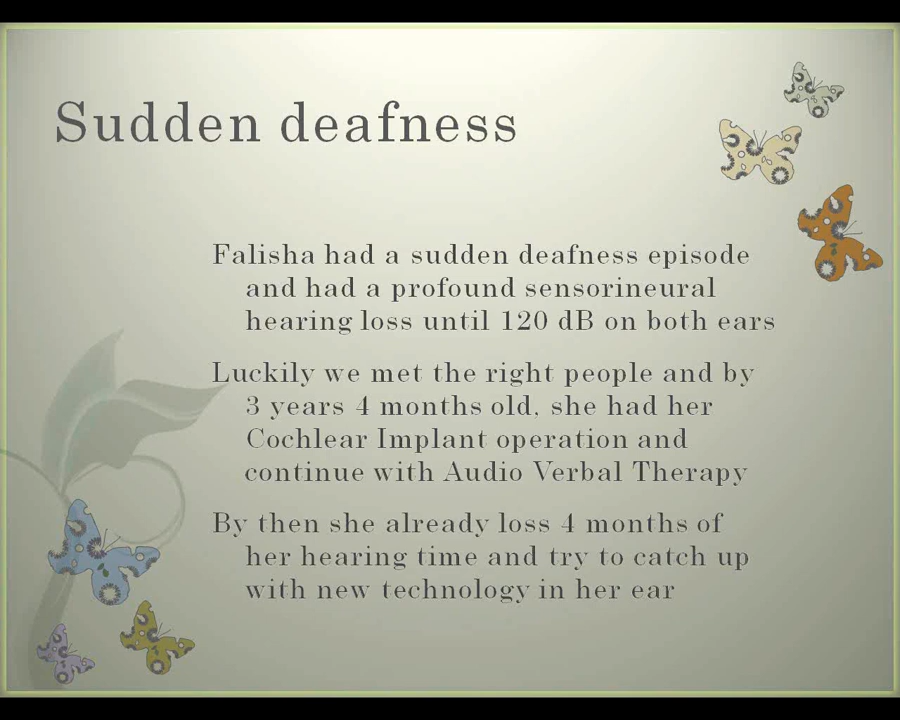 Sudden deafness
Falisha had a sudden deafness episode
and had a profound sensorineural
hearing loss until 120 dB on both ears
Luckily we met the right people and by
3 years 4 months old, she had her
Cochlear Implant operation and
continue with Audio Verbal Therapy
By then she already loss 4 months of
her hearing time and try to catch up
with new technology in her ear